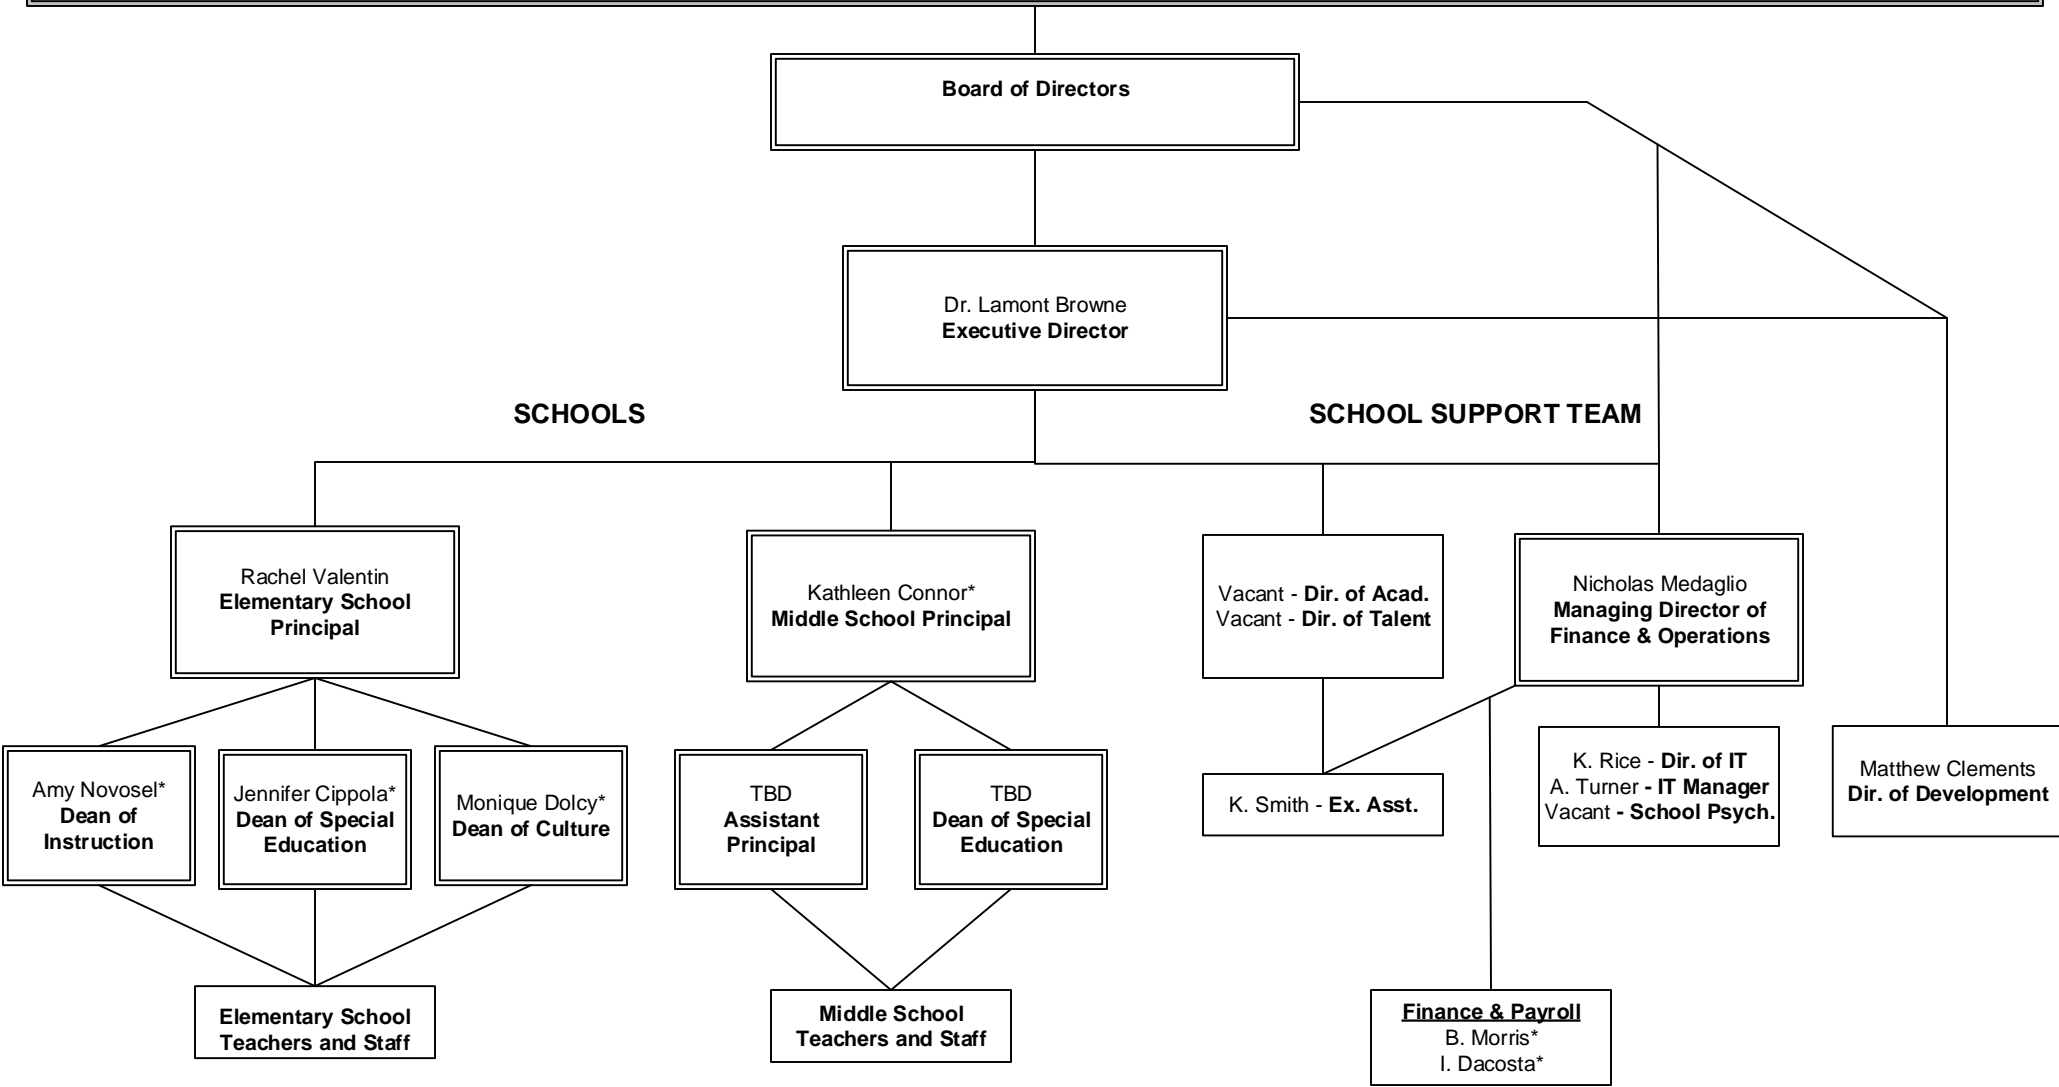 Board of Directors
Dr. Lamont Browne
Executive Director
SCHOOLS
SCHOOL SUPPORT TEAM
Rachel Valentin
Elementary School
Principal
Kathleen Connor*
Middle School Principal
Vacant - Dir. of Acad.
Vacant - Dir. of Talent
Nicholas Medaglio
Managing Director of
Finance & Operations
Amy Novosel*
Dean of
Instruction
Jennifer Cippola*
Dean of Special
Education
Monique Dolcy*
Dean of Culture
TBD
Assistant
Principal
TBD
Dean of Special
Education
K. Smith - Ex. Asst.
K. Rice - Dir. of IT
A. Turner - IT Manager
Vacant - School Psych.
Matthew Clements
Dir. of Development
Elementary School
Teachers and Staff
Middle School
Teachers and Staff
Finance & Payroll
B. Morris*
I. Dacosta*